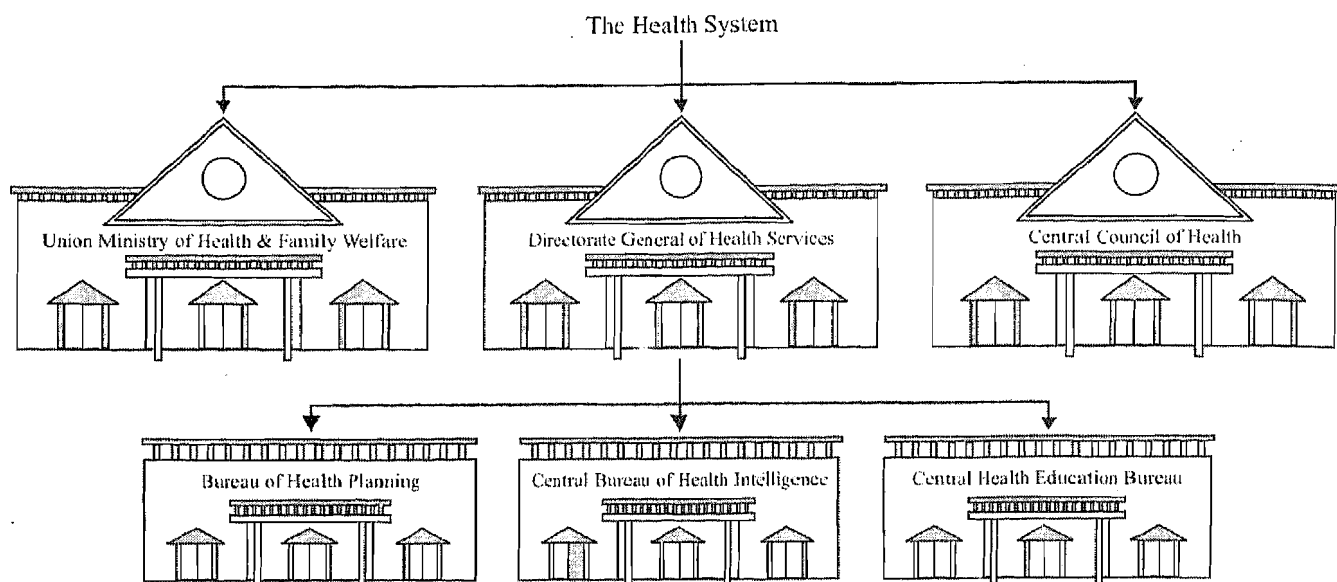 The Health System
Union Ministry of Health & Family Welfare
Directorate General of Health Services
Central Council of Health
Bureau of Health Planning
Central Bureau of Health Intelligence
Central Health Education Bureau